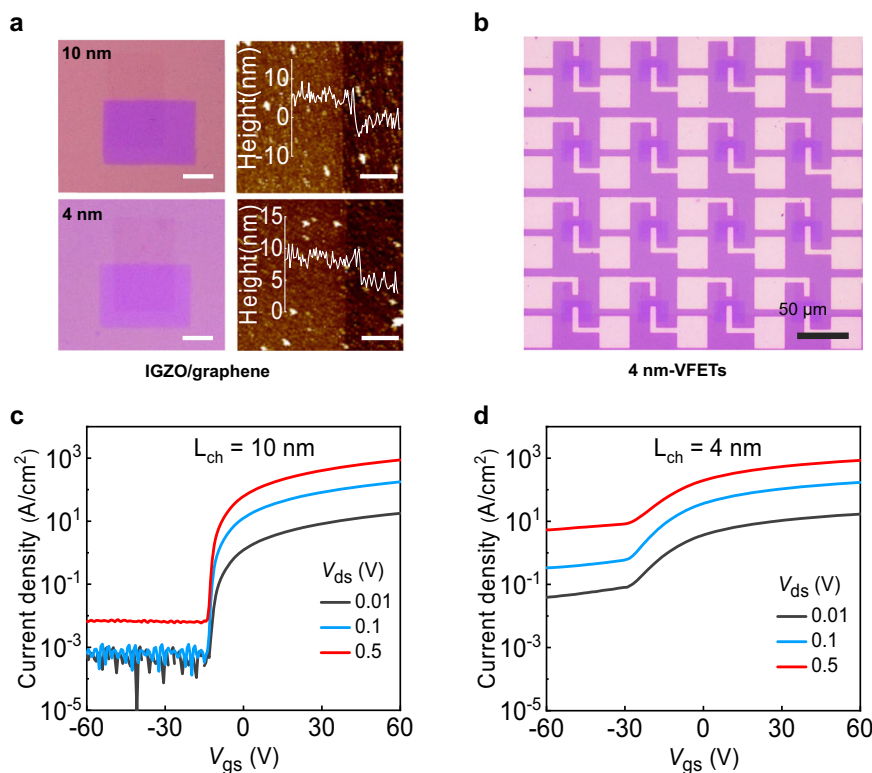 a
10 nm
Height(nm)
10
0
-10
4 nm
Height(nm)
15
10
5
0
IGZO/graphene
b
50 μm
4 nm-VFETs
c
Current density (A/cm²)
10³
10¹
10⁻¹
10⁻³
10⁻⁵
L_ch = 10 nm
V_ds (V)
0.01
0.1
0.5
-60 -30 0 30 60
V_gs (V)
d
Current density (A/cm²)
10³
10¹
10⁻¹
10⁻³
10⁻⁵
L_ch = 4 nm
V_ds (V)
0.01
0.1
0.5
-60 -30 0 30 60
V_gs (V)